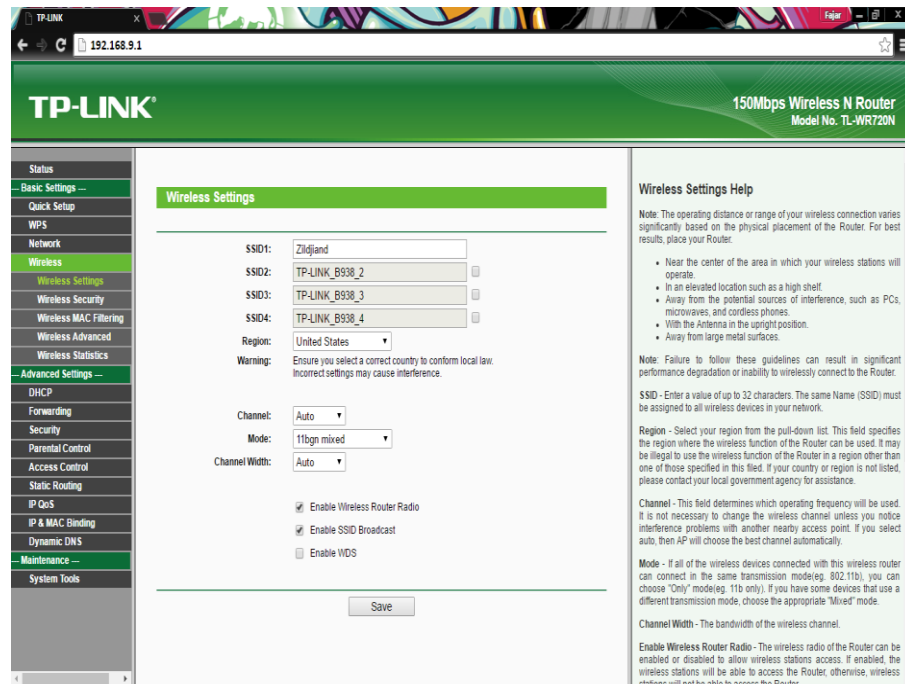 TP-LINK
Fajar
192.168.9.1
TP-LINK®
150Mbps Wireless N Router
Model No. TL-WR720N
Status
--- Basic Settings ---
Quick Setup
WPS
Network
Wireless
Wireless Settings
Wireless Security
Wireless MAC Filtering
Wireless Advanced
Wireless Statistics
--- Advanced Settings ---
DHCP
Forwarding
Security
Parental Control
Access Control
Static Routing
IP QoS
IP & MAC Binding
Dynamic DNS
--- Maintenance ---
System Tools
Wireless Settings
SSID1: Zildjiand
SSID2: TP-LINK_B938_2
SSID3: TP-LINK_B938_3
SSID4: TP-LINK_B938_4
Region: United States
Warning: Ensure you select a correct country to conform local law.
Incorrect settings may cause interference.
Channel: Auto
Mode: 11bgn mixed
Channel Width: Auto
Enable Wireless Router Radio
Enable SSID Broadcast
Enable WDS
Save
Wireless Settings Help
Note: The operating distance or range of your wireless connection varies
significantly based on the physical placement of the Router. For best
results, place your Router.
• Near the center of the area in which your wireless stations will
operate.
• In an elevated location such as a high shelf.
• Away from the potential sources of interference, such as PCs,
microwaves, and cordless phones.
• With the Antenna in the upright position.
• Away from large metal surfaces.
Note: Failure to follow these guidelines can result in significant
performance degradation or inability to wirelessly connect to the Router.
SSID - Enter a value of up to 32 characters. The same Name (SSID) must
be assigned to all wireless devices in your network.
Region - Select your region from the pull-down list. This field specifies
the region where the wireless function of the Router can be used. It may
be illegal to use the wireless function of the Router in a region other than
one of those specified in this filed. If your country or region is not listed,
please contact your local government agency for assistance.
Channel - This field determines which operating frequency will be used.
It is not necessary to change the wireless channel unless you notice
interference problems with another nearby access point. If you select
auto, then AP will choose the best channel automatically.
Mode - If all of the wireless devices connected with this wireless router
can connect in the same transmission mode(eg. 802.11b), you can
choose "Only" mode(eg. 11b only). If you have some devices that use a
different transmission mode, choose the appropriate "Mixed" mode.
Channel Width - The bandwidth of the wireless channel.
Enable Wireless Router Radio - The wireless radio of the Router can be
enabled or disabled to allow wireless stations access. If enabled, the
wireless stations will be able to access the Router, otherwise, wireless
stations will not be able to access the Router.